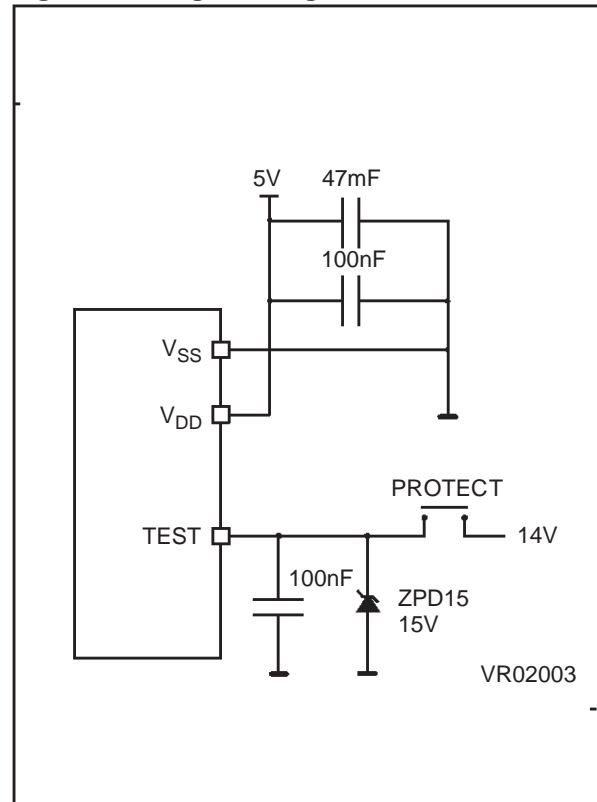 5V 47mF
100nF
VSS
VDD
PROTECT
TEST 14V
100nF ZPD15
15V
VR02003